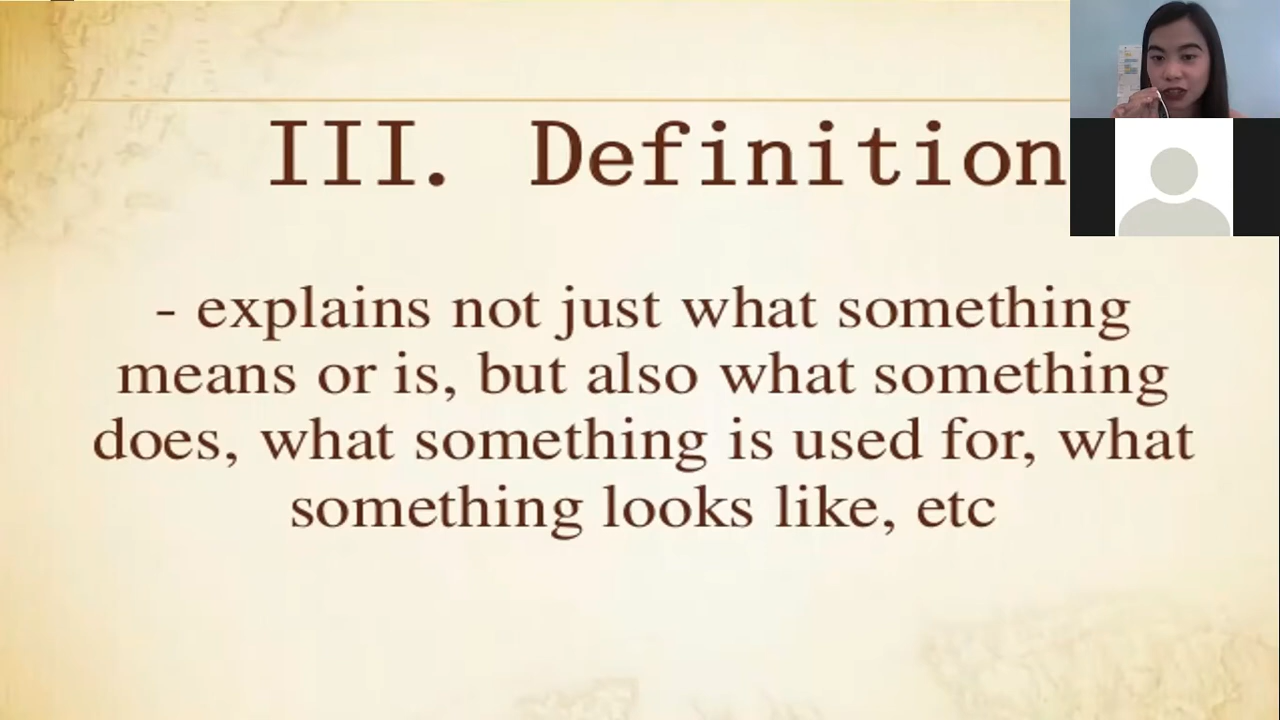 III. Definition
- explains not just what something
means or is, but also what something
does, what something is used for, what
something looks like, etc